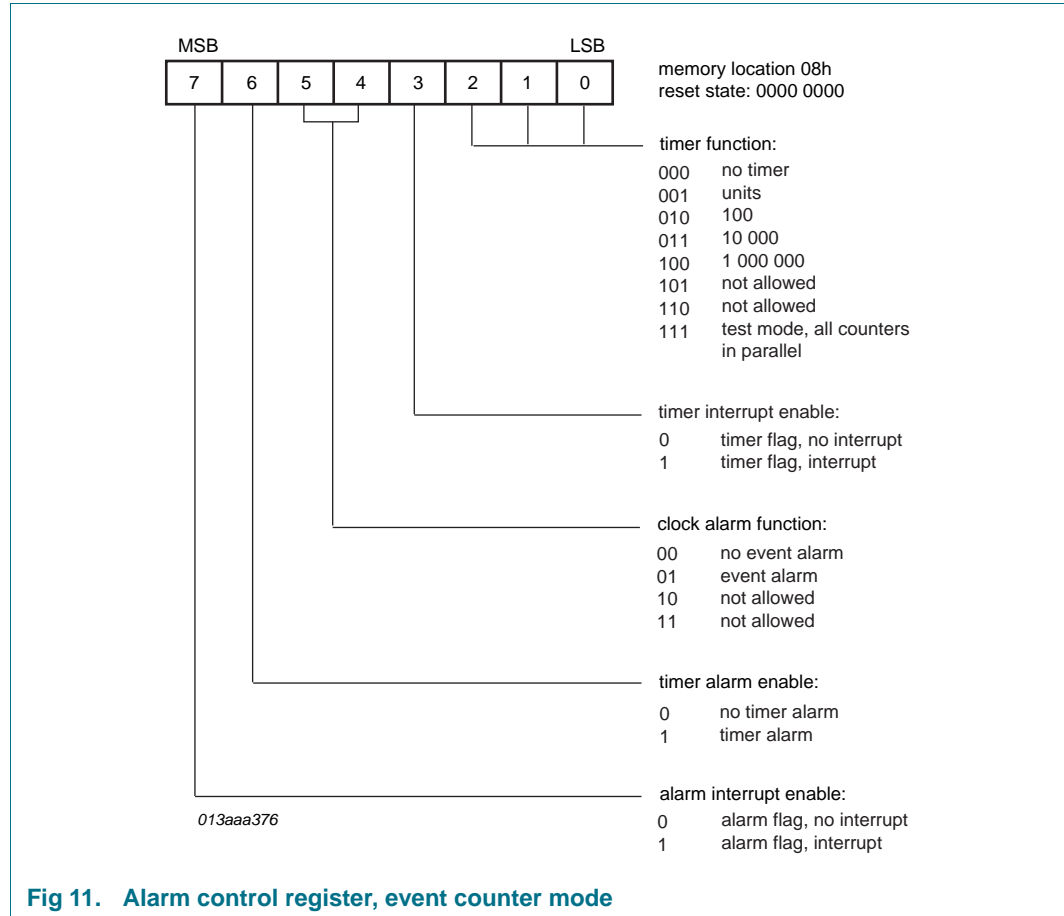 MSB LSB
7 6 5 4 3 2 1 0
memory location 08h
reset state: 0000 0000
timer function:
000 no timer
001 units
010 100
011 10 000
100 1 000 000
101 not allowed
110 not allowed
111 test mode, all counters
in parallel
timer interrupt enable:
0 timer flag, no interrupt
1 timer flag, interrupt
clock alarm function:
00 no event alarm
01 event alarm
10 not allowed
11 not allowed
timer alarm enable:
0 no timer alarm
1 timer alarm
alarm interrupt enable:
0 alarm flag, no interrupt
1 alarm flag, interrupt
013aaa376
Fig 11. Alarm control register, event counter mode